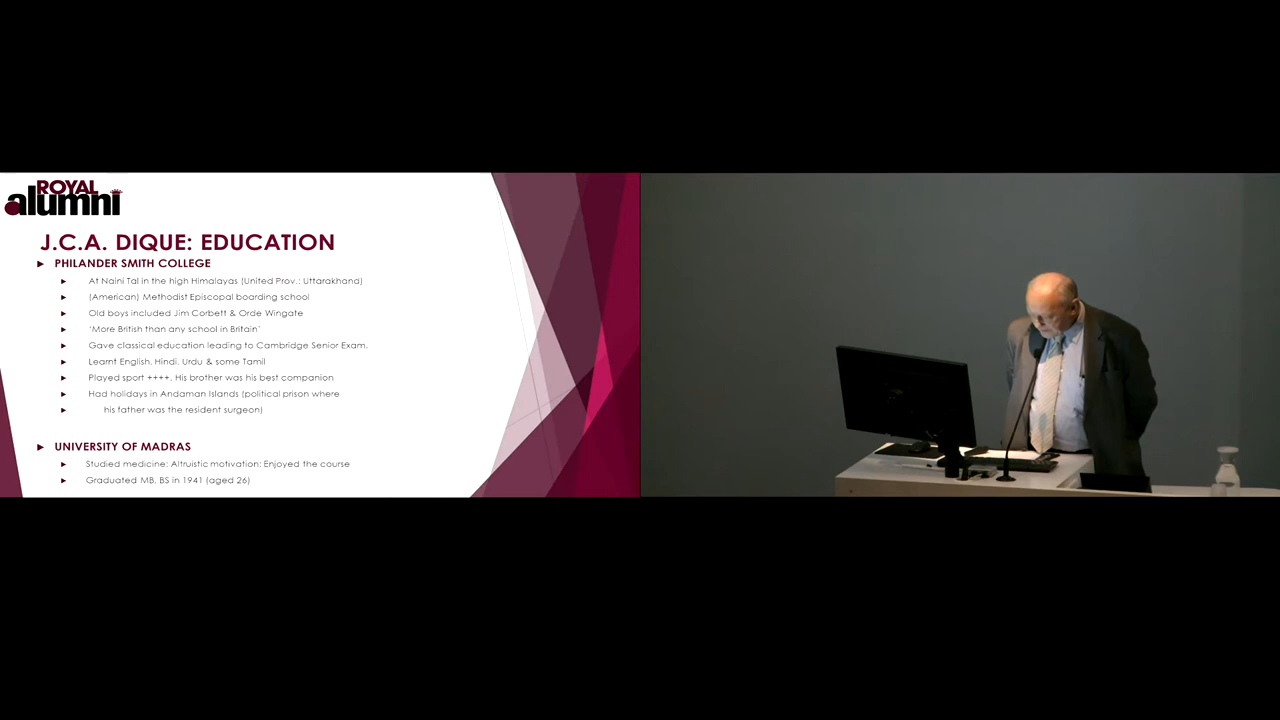 ROYAL
alumni
J.C.A. DIQUE: EDUCATION
PHILANDER SMITH COLLEGE
At Naini Tal in the high Himalayas (United Prov.: Uttarakhand)
(American) Methodist Episcopal boarding school
Old boys included Jim Corbett & Orde Wingate
‘More British than any school in Britain’
Gave classical education leading to Cambridge Senior Exam.
Learnt English, Hindi, Urdu & some Tamil
Played sport ++++. His brother was his best companion
Had holidays in Andaman Islands (political prison where
his father was the resident surgeon)
UNIVERSITY OF MADRAS
Studied medicine: Altruistic motivation: Enjoyed the course
Graduated MB, BS in 1941 (aged 26)